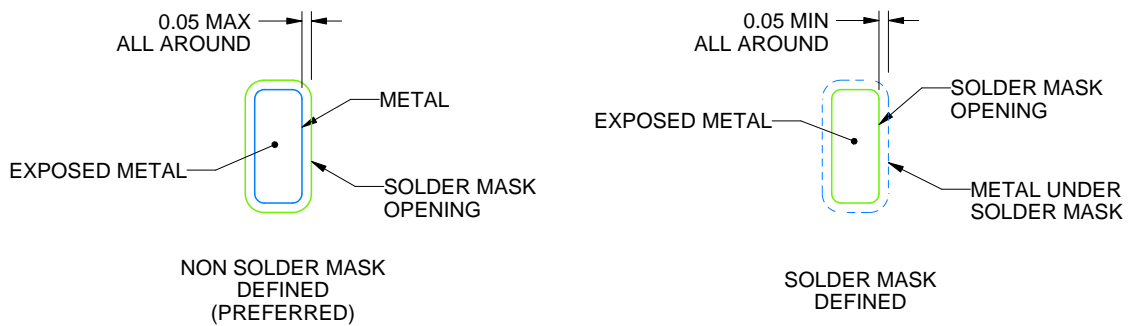 0.05 MAX
ALL AROUND
METAL
EXPOSED METAL
SOLDER MASK
OPENING
NON SOLDER MASK
DEFINED
(PREFERRED)
0.05 MIN
ALL AROUND
SOLDER MASK
OPENING
EXPOSED METAL
METAL UNDER
SOLDER MASK
SOLDER MASK
DEFINED